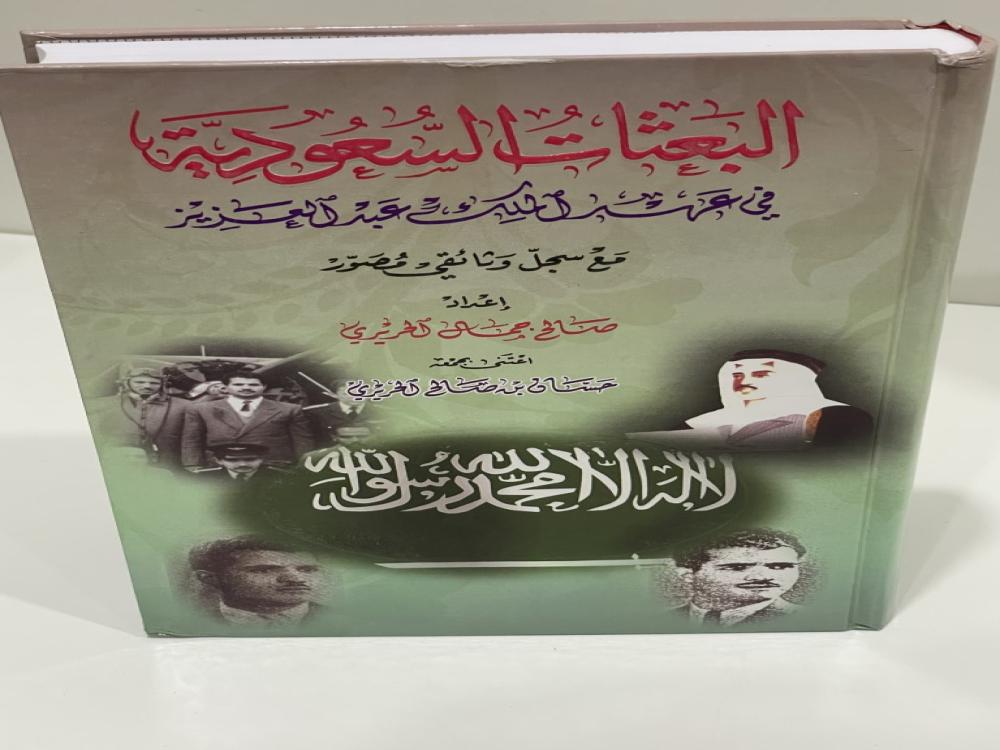 البعثات السعودية
في عهد الملك عبد العزيز
مع سجل وثائقي مصور
إعداد
صالح جمال الحريري
اعتنى بجمعه
حسان بن صالح الحريري
لا إله إلا الله محمد رسول الله